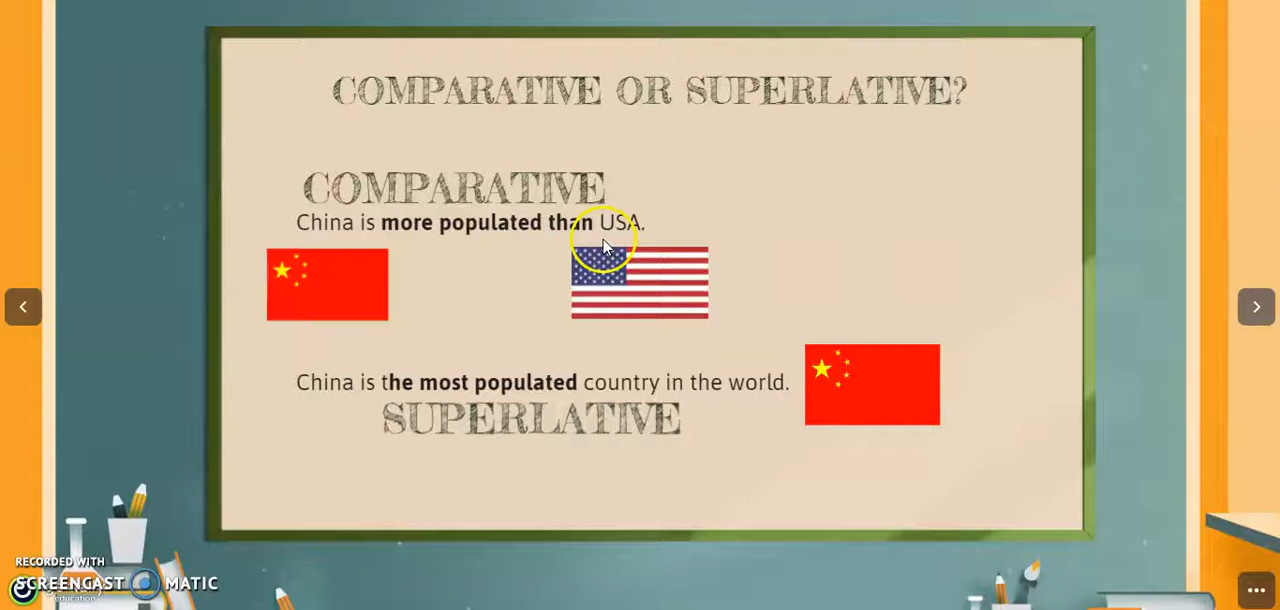 COMPARATIVE OR SUPERLATIVE?
COMPARATIVE
China is more populated than USA.
China is the most populated country in the world.
SUPERLATIVE
RECORDED WITH
SCREENCAST MATIC
education